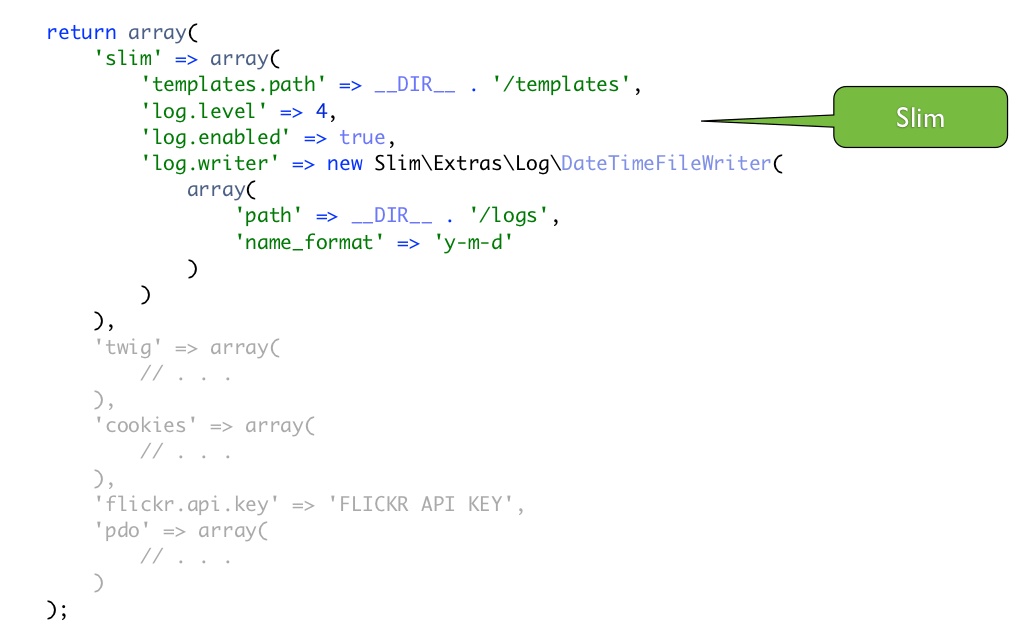 return array(
    'slim' => array(
        'templates.path' => __DIR__ . '/templates',
        'log.level' => 4,
        'log.enabled' => true,
        'log.writer' => new Slim\Extras\Log\DateTimeFileWriter(
            array(
                'path' => __DIR__ . '/logs',
                'name_format' => 'y-m-d'
            )
        )
    ),
    'twig' => array(
        // . . .
    ),
    'cookies' => array(
        // . . .
    ),
    'flickr.api.key' => 'FLICKR API KEY',
    'pdo' => array(
        // . . .
    )
);
Slim